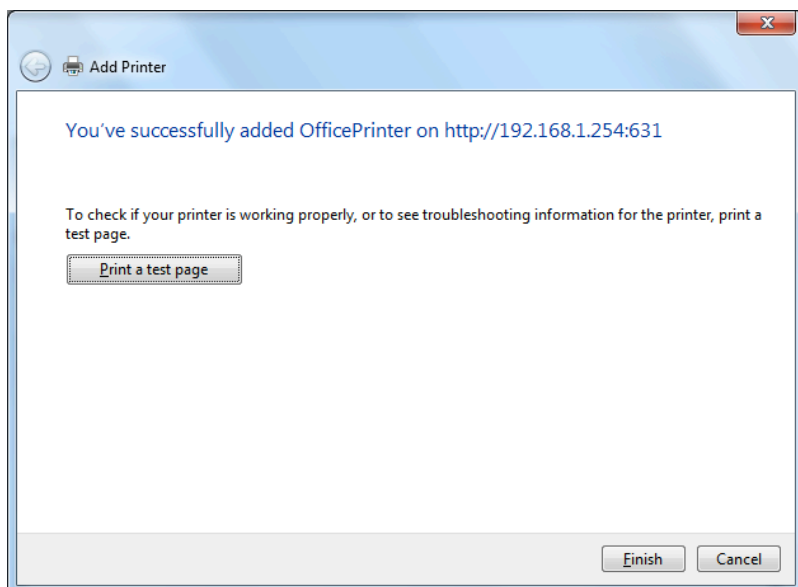 Add Printer
You've successfully added OfficePrinter on http://192.168.1.254:631
To check if your printer is working properly, or to see troubleshooting information for the printer, print a
test page.
Print a test page
Finish Cancel